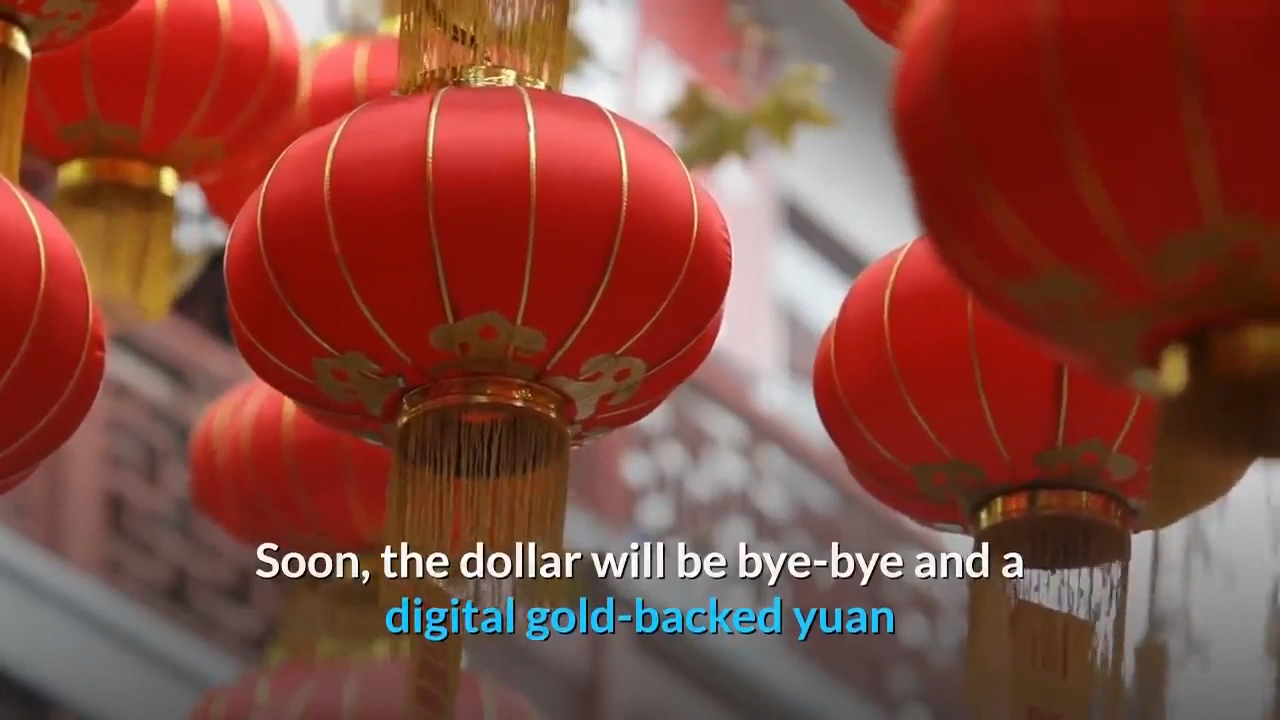 Soon, the dollar will be bye-bye and a
digital gold-backed yuan